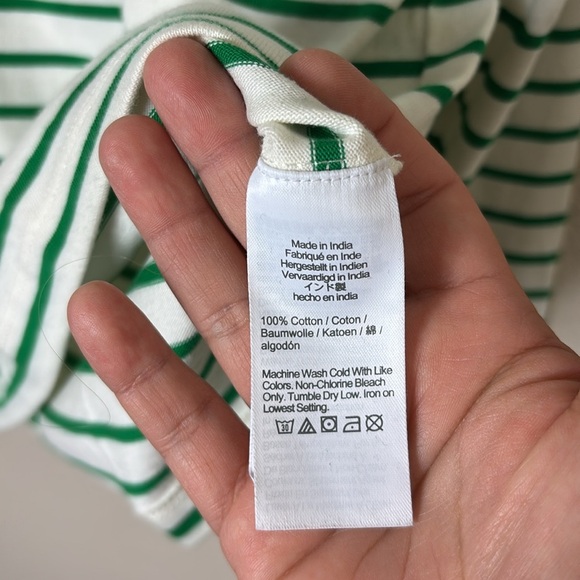 Made in India
Fabriqué en Inde
Hergestellt in Indien
Vervaardigd in India
インド製
hecho en india
100% Cotton / Coton /
Baumwolle / Katoen / 綿 /
algodón
Machine Wash Cold With Like
Colors. Non-Chlorine Bleach
Only. Tumble Dry Low. Iron on
Lowest Setting.
30